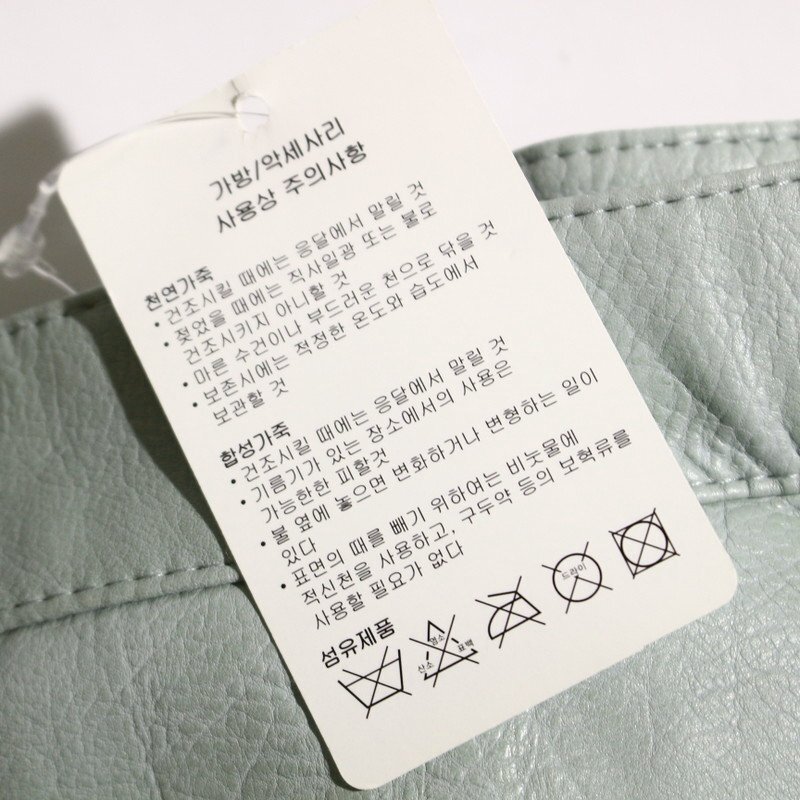 가방/악세사리
사용상 주의사항
천연가죽
• 건조시킬 때에는 응달에서 말릴 것
• 젖었을 때에는 직사일광 또는 불로
건조시키지 아니할 것
• 마른 수건이나 부드러운 천으로 닦을 것
• 보존시에는 적정한 온도와 습도에서
보관할 것
합성가죽
• 건조시킬 때에는 응달에서 말릴 것
• 기름기가 있는 장소에서의 사용은
가능한한 피할것
• 불 옆에 놓으면 변화하거나 변형하는 일이
있다
• 표면의 때를 빼기 위하여는 비눗물에
적신천을 사용하고, 구두약 등의 보혁류를
사용할 필요가 없다
섬유제품
염소
산소 표백
드라이